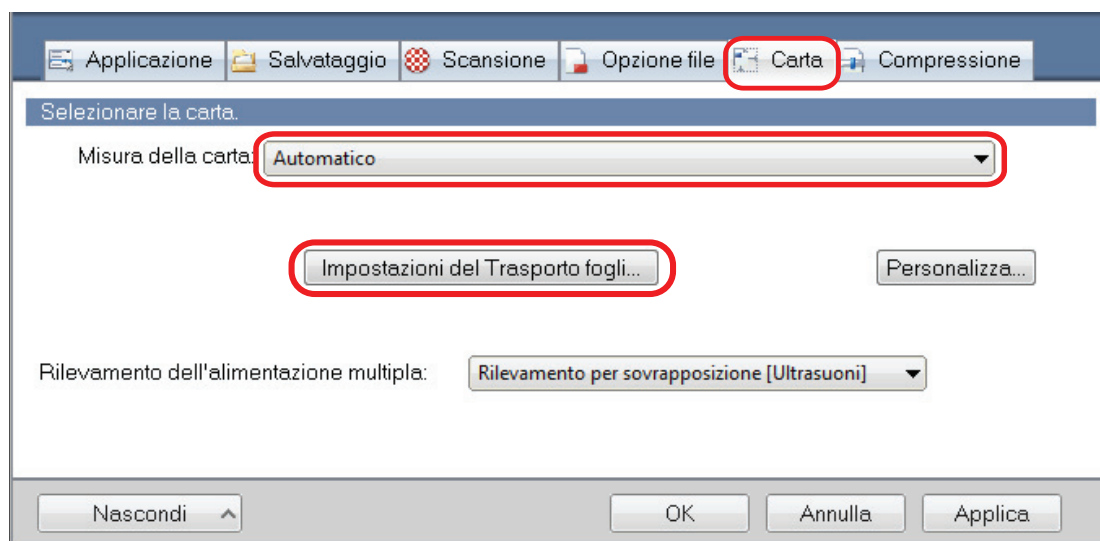 Applicazione Salvataggio Scansione Opzione file Carta Compressione
Selezionare la carta.
Misura della carta: Automatico
Impostazioni del Trasporto fogli... Personalizza...
Rilevamento dell'alimentazione multipla: Rilevamento per sovrapposizione [Ultrasuoni]
Nascondi OK Annulla Applica